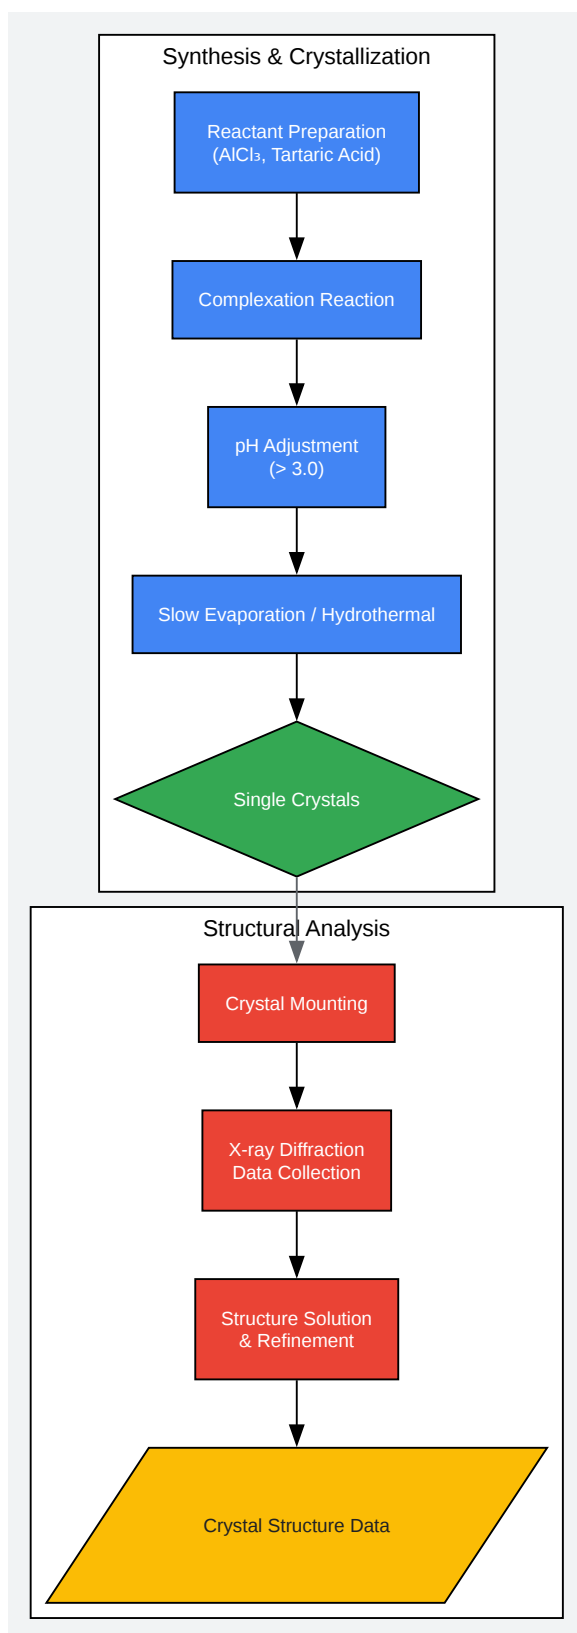 Synthesis & Crystallization
Reactant Preparation
(AlCl₃, Tartaric Acid)
Complexation Reaction
pH Adjustment
(> 3.0)
Slow Evaporation / Hydrothermal
Single Crystals
Structural Analysis
Crystal Mounting
X-ray Diffraction
Data Collection
Structure Solution
& Refinement
Crystal Structure Data